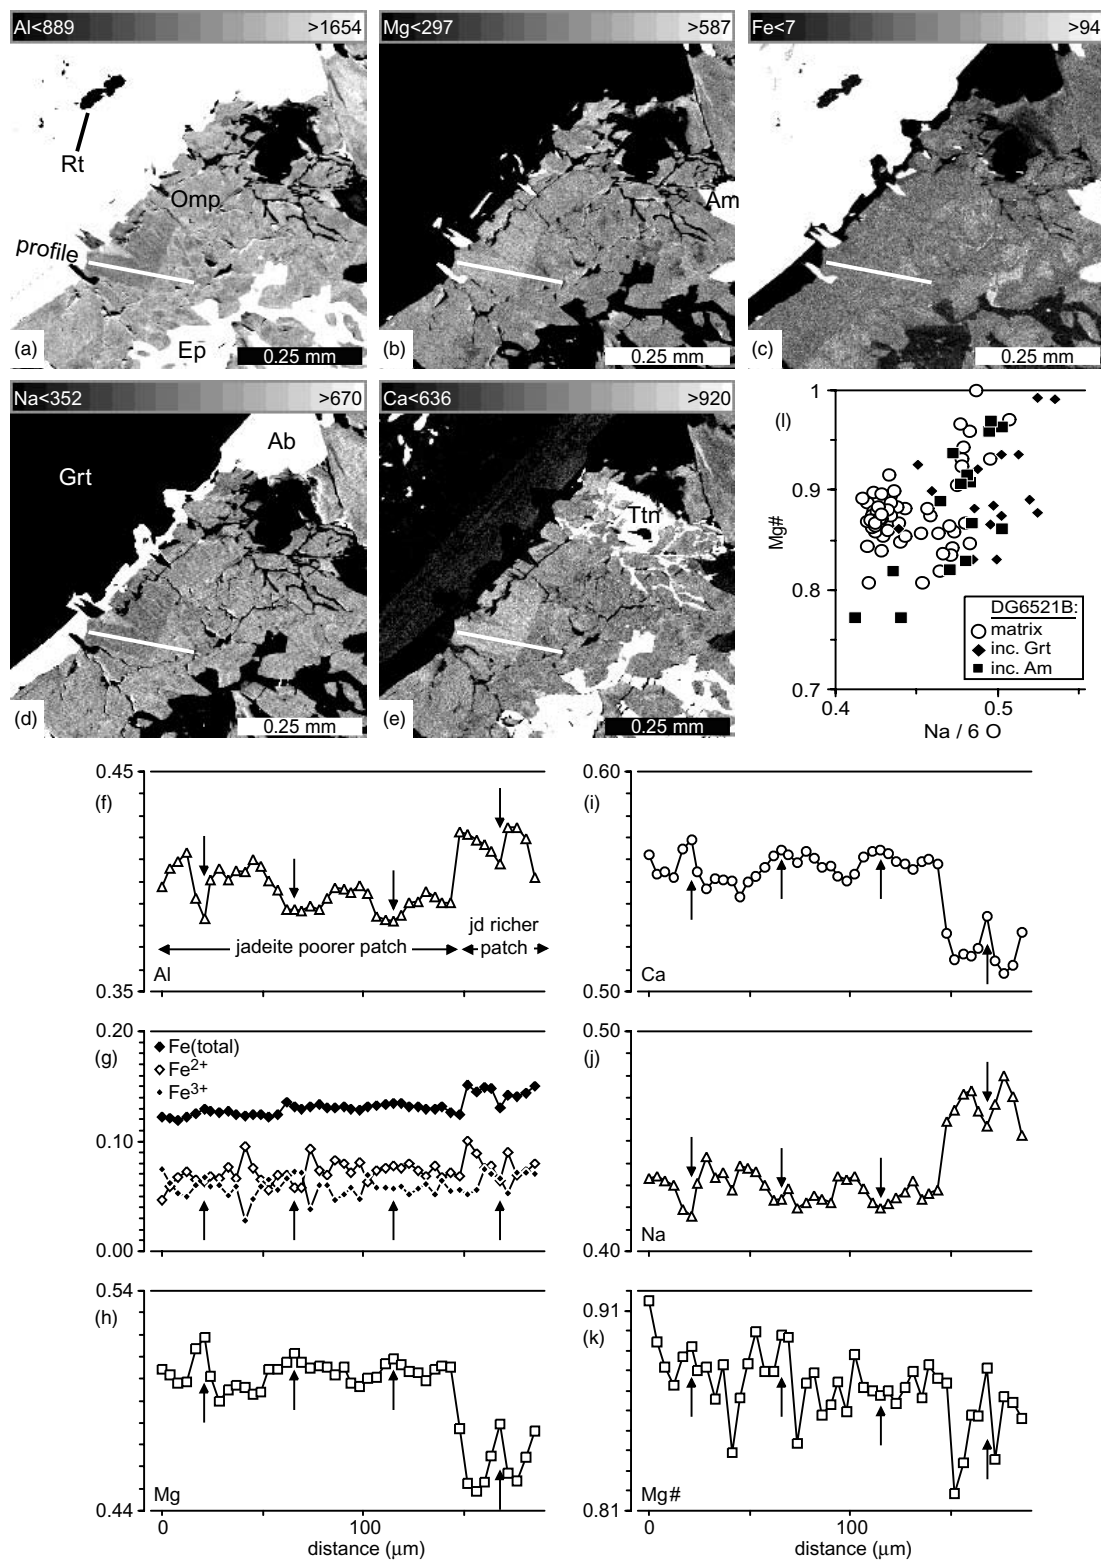 Al<889 >1654
Rt
Omp
profile
Ep
(a) 0.25 mm
Mg<297 >587
Am
(b) 0.25 mm
Fe<7 >94
(c) 0.25 mm
Na<352 >670
Ab
Grt
(d) 0.25 mm
Ca<636 >920
Ttn
(e) 0.25 mm
1
(l)
0.9
Mg#
0.8
0.7
DG6521B:
matrix
inc. Grt
inc. Am
0.4 0.5
Na / 6 O
0.45
(f)
jadeite poorer patch
jd richer
patch
Al
0.35
0.60
(i)
Ca
0.50
0.20
(g)
Fe(total)
Fe2+
Fe3+
0.10
0.00
0.50
(j)
Na
0.40
0.54
(h)
Mg
0.44
0 100
distance (μm)
0.91
(k)
Mg#
0.81
0 100
distance (μm)